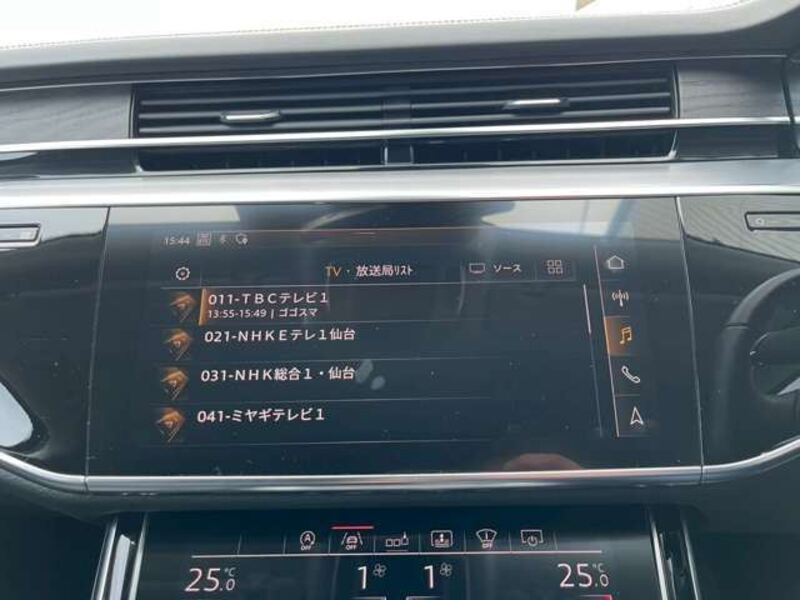 15:44
TV・放送局ﾘｽﾄ ソース
011-ＴＢＣテレビ１
13:55-15:49 | ゴゴスマ
021-ＮＨＫＥテレ１仙台
031-ＮＨＫ総合１・仙台
041-ミヤギテレビ１
A OFF OFF OFF
25.0 °C 1 1 25.0 °C